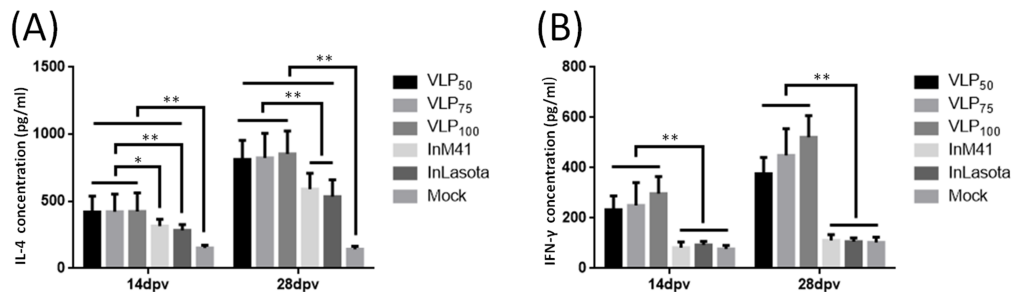 (A)
IL-4 concentration (pg/ml)
1500
1000
500
0
**
**
**
**
*
14dpv
28dpv
VLP50
VLP75
VLP100
InM41
InLasota
Mock
(B)
IFN-γ concentration (pg/ml)
800
600
400
200
0
**
**
14dpv
28dpv
VLP50
VLP75
VLP100
InM41
InLasota
Mock